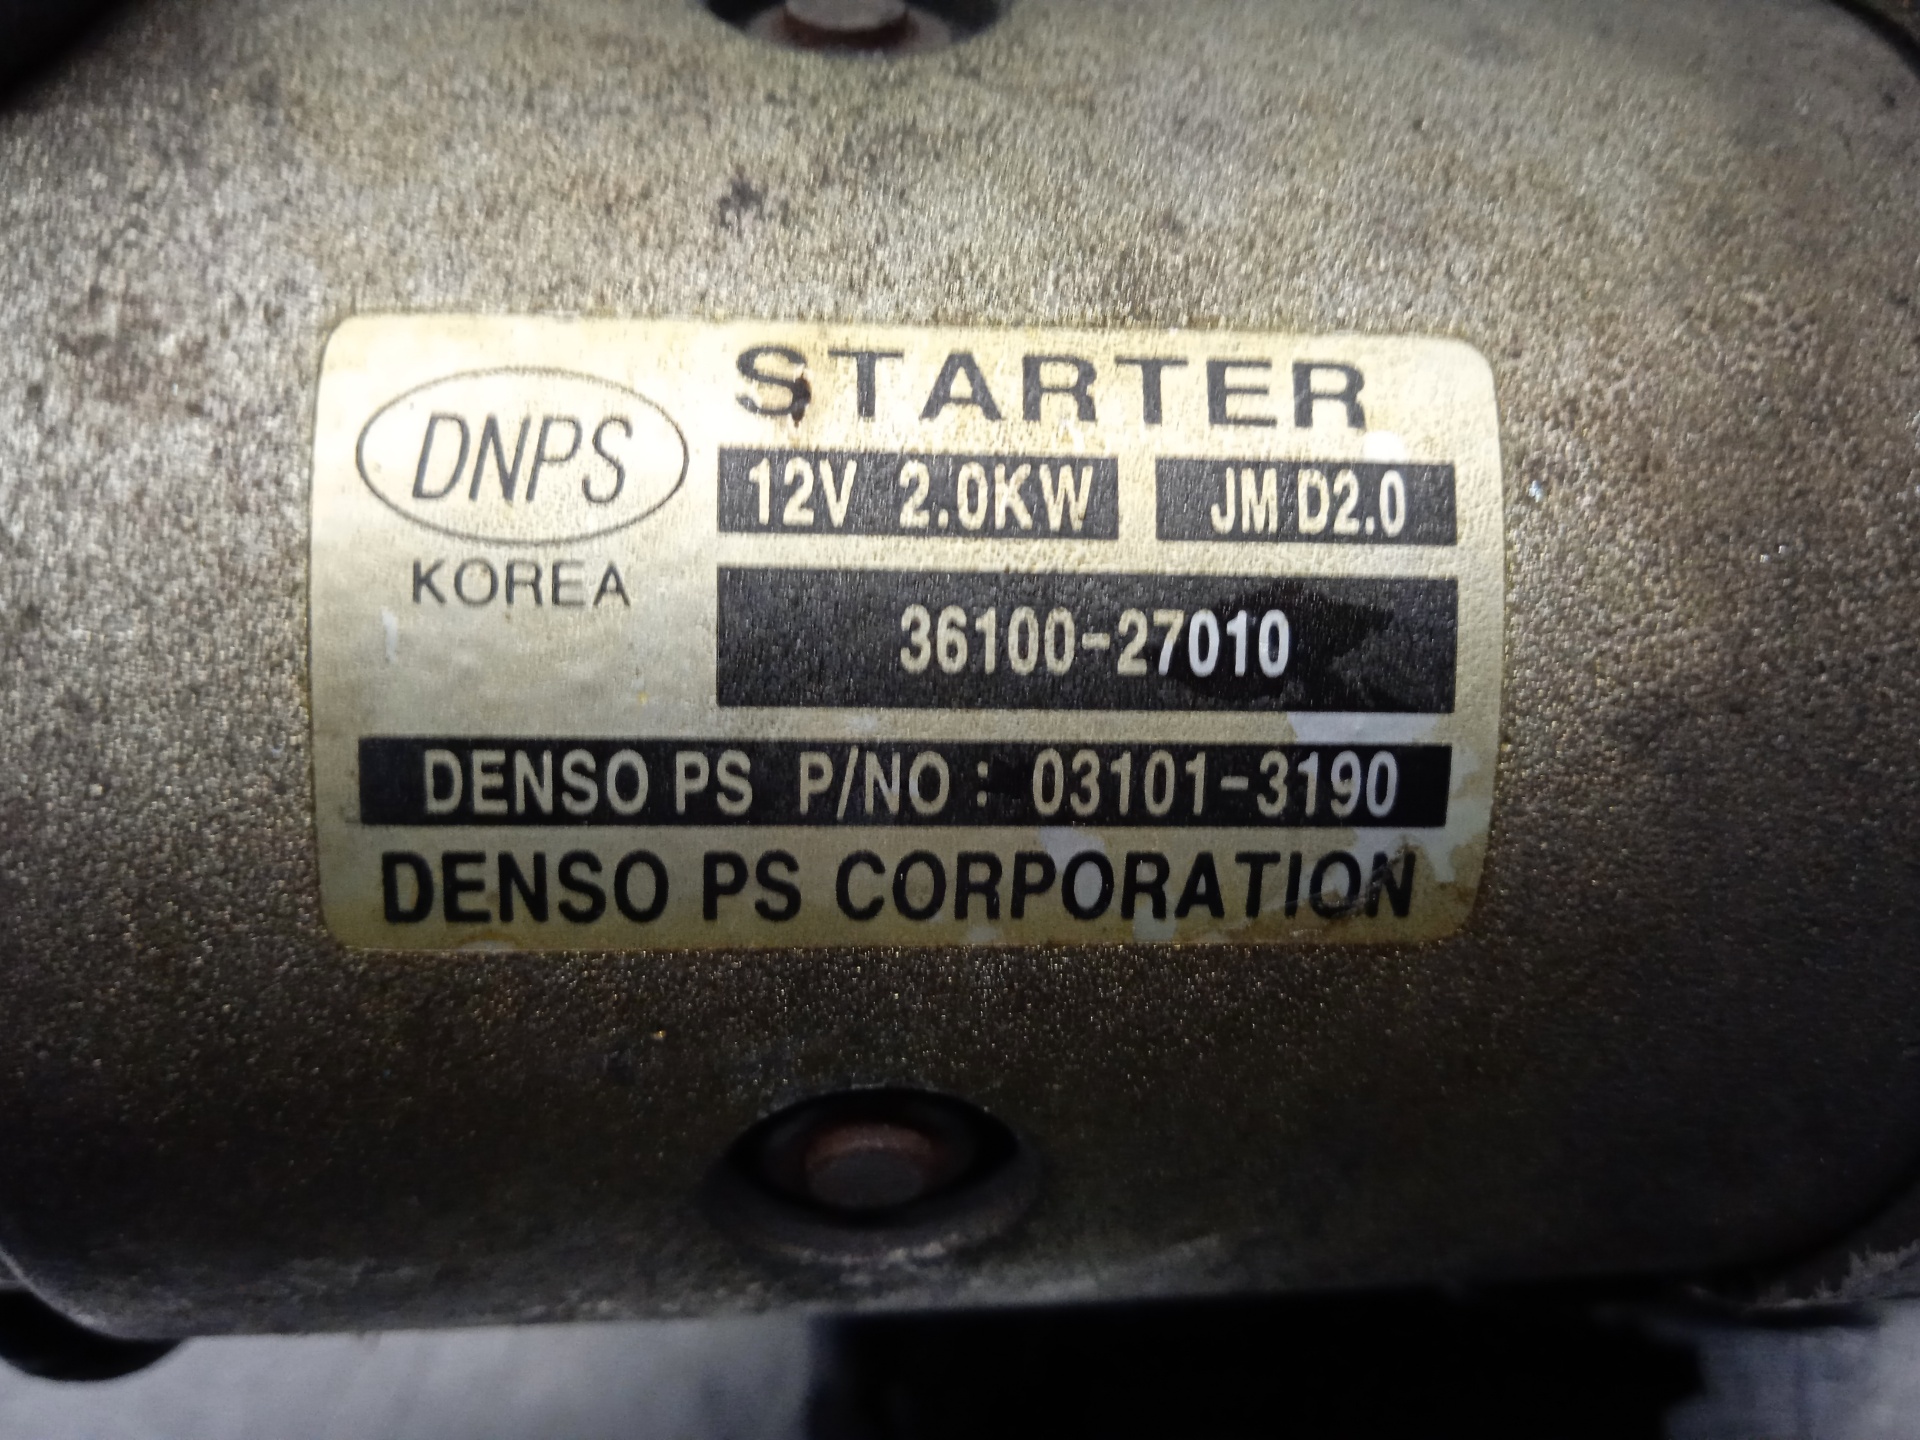 DNPS
KOREA
STARTER
12V 2.0KW JM D2.0
36100-27010
DENSO PS P/NO : 03101-3190
DENSO PS CORPORATION